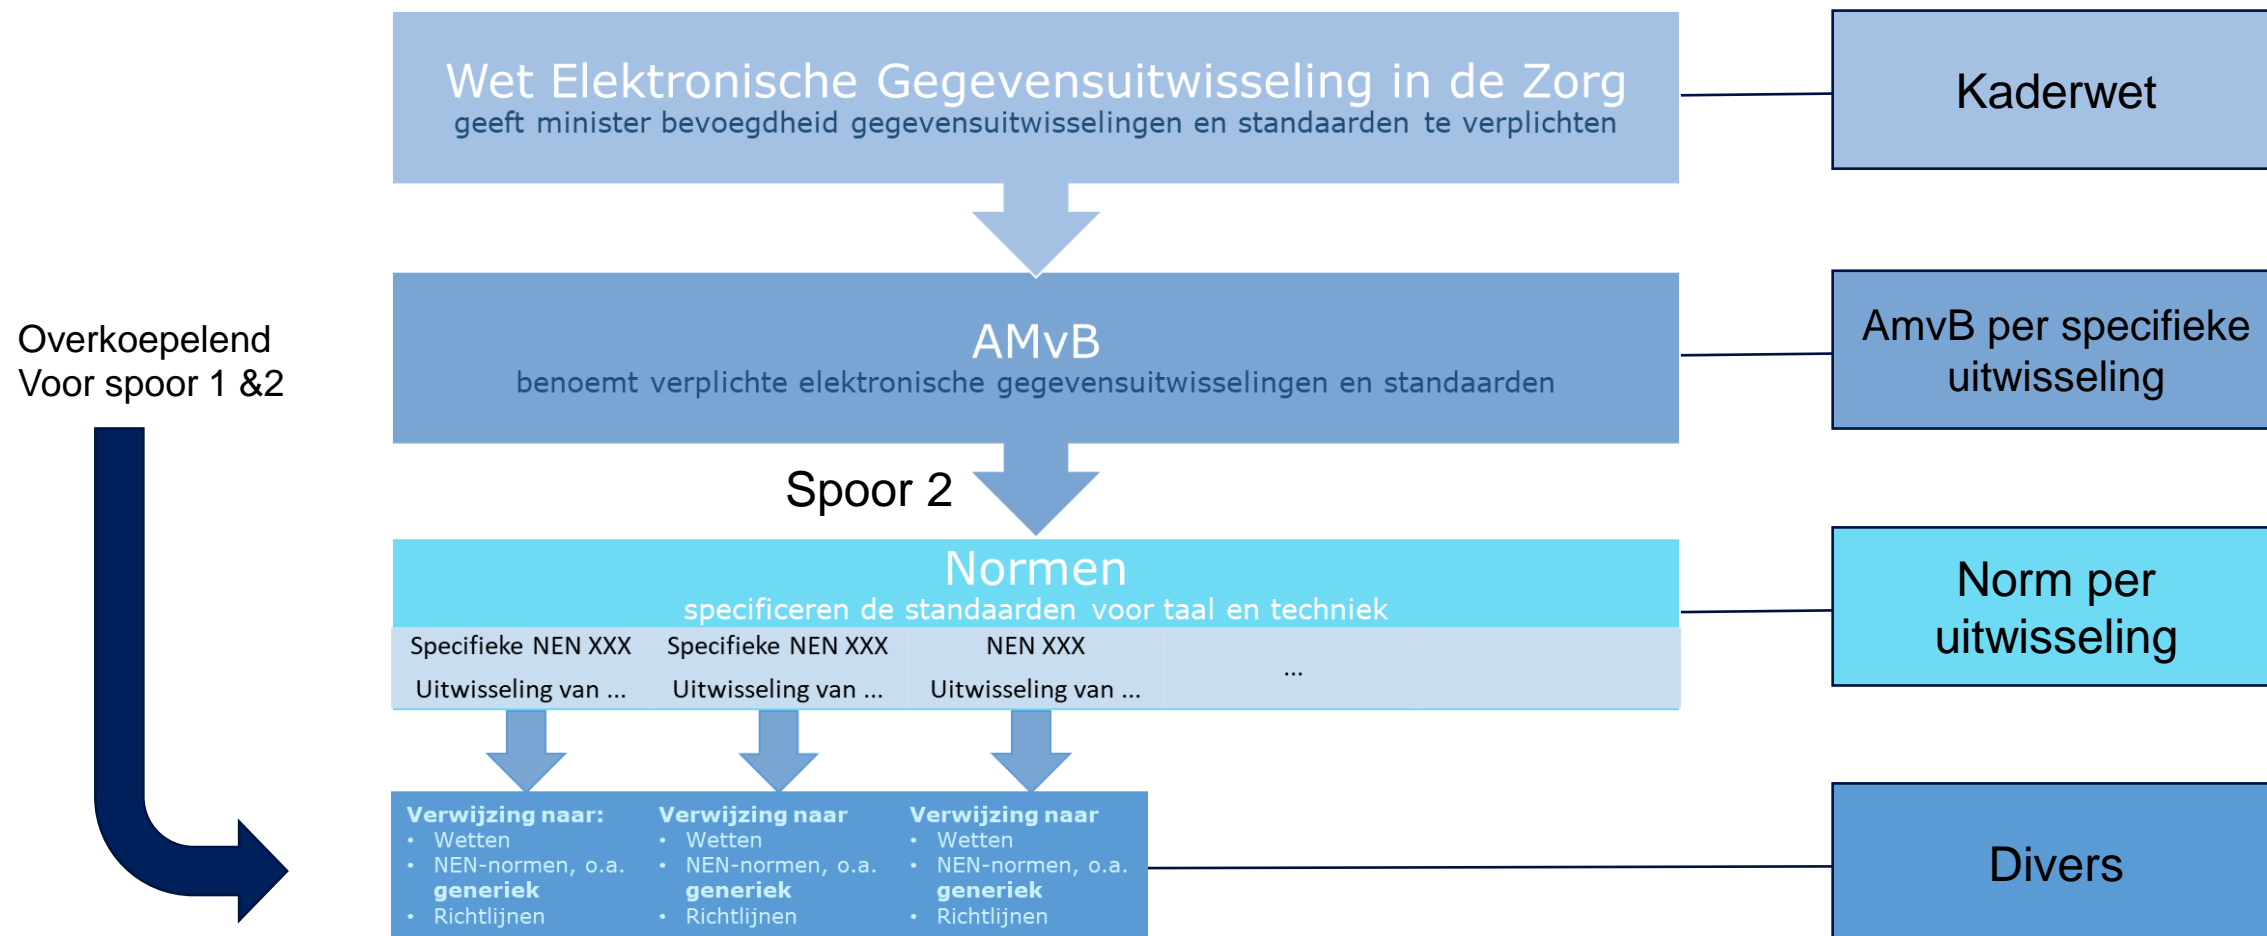 Wet Elektronische Gegevensuitwisseling in de Zorg
geeft minister bevoegdheid gegevensuitwisselingen en standaarden te verplichten
Kaderwet
Overkoepelend
Voor spoor 1 &2
AMvB
benoemt verplichte elektronische gegevensuitwisselingen en standaarden
AmvB per specifieke
uitwisseling
Spoor 2
Normen
specificeren de standaarden voor taal en techniek
Specifieke NEN XXX
Uitwisseling van ...
Specifieke NEN XXX
Uitwisseling van ...
NEN XXX
Uitwisseling van ...
...
Norm per
uitwisseling
Verwijzing naar:
• Wetten
• NEN-normen, o.a.
generiek
• Richtlijnen
Verwijzing naar
• Wetten
• NEN-normen, o.a.
generiek
• Richtlijnen
Verwijzing naar
• Wetten
• NEN-normen, o.a.
generiek
• Richtlijnen
Divers